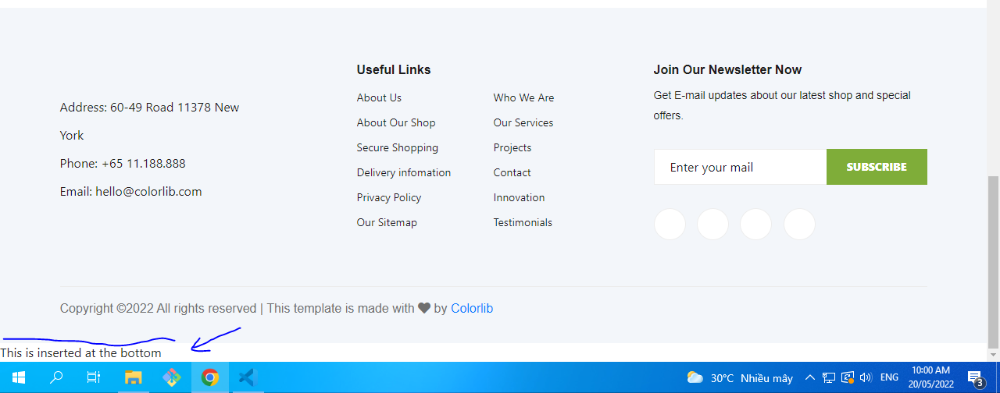 Address: 60-49 Road 11378 New
York
Phone: +65 11.188.888
Email: hello@colorlib.com
Useful Links
About Us
About Our Shop
Secure Shopping
Delivery infomation
Privacy Policy
Our Sitemap
Who We Are
Our Services
Projects
Contact
Innovation
Testimonials
Join Our Newsletter Now
Get E-mail updates about our latest shop and special
offers.
Enter your mail
SUBSCRIBE
Copyright ©2022 All rights reserved | This template is made with ♥ by Colorlib
This is inserted at the bottom
30°C Nhiều mây
ENG
10:00 AM
20/05/2022
3